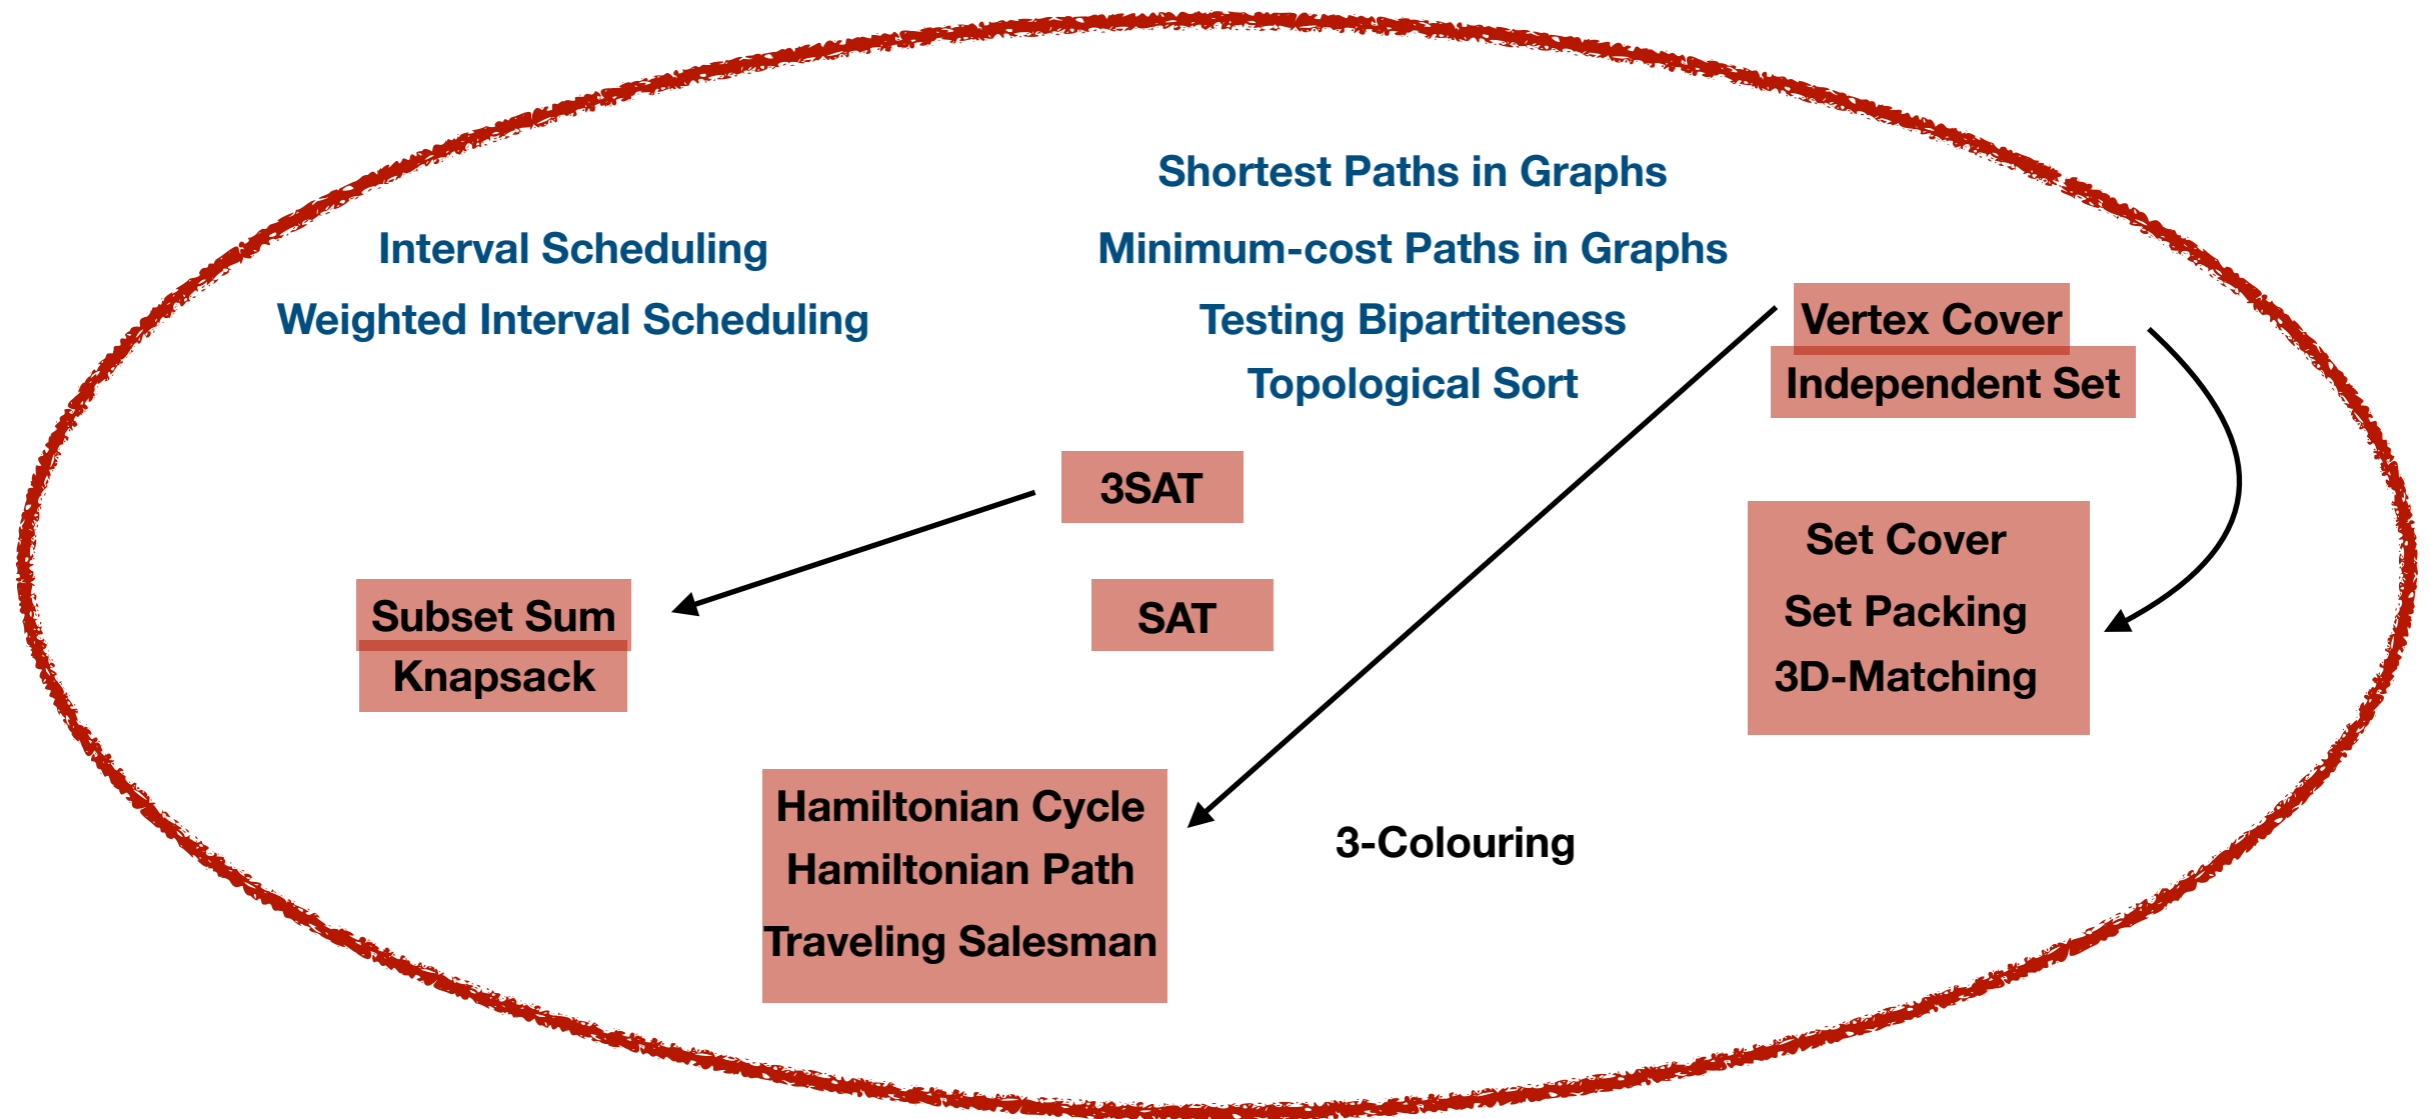 Shortest Paths in Graphs
Interval Scheduling
Minimum-cost Paths in Graphs
Weighted Interval Scheduling
Testing Bipartiteness
Vertex Cover
Topological Sort
Independent Set
3SAT
Set Cover
Subset Sum
SAT
Set Packing
Knapsack
3D-Matching
Hamiltonian Cycle
3-Colouring
Hamiltonian Path
Traveling Salesman